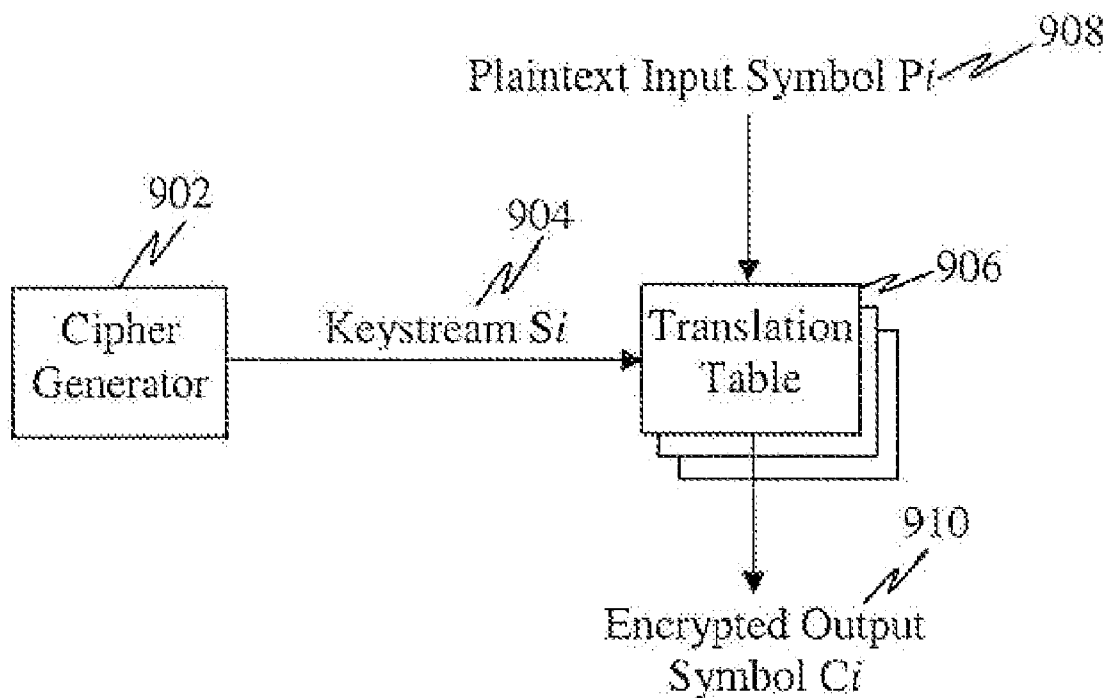 908
Plaintext Input Symbol Pi
902
904
906
Cipher
Generator
Keystream Si
Translation
Table
910
Encrypted Output
Symbol Ci